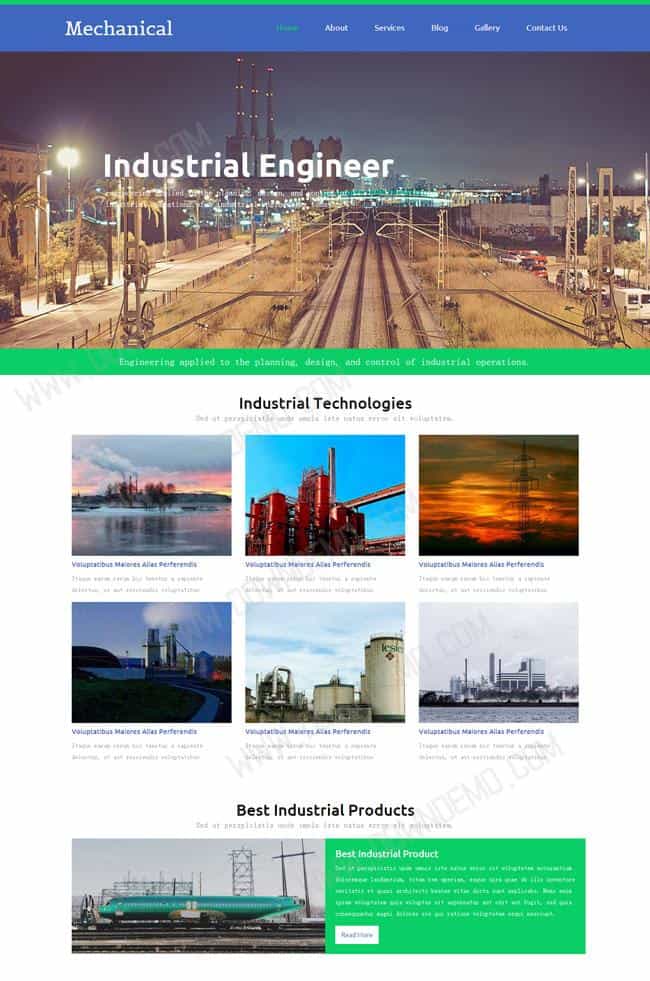 Mechanical
Home About Services Blog Gallery Contact Us
Industrial Engineer
Engineering applied to the planning, design, and control of industrial operations.
Industrial Technologies
Sed ut perspiciatis unde omnis iste natus error sit voluptatem.
Voluptatibus Maiores Alias Perferendis Voluptatibus Maiores Alias Perferendis Voluptatibus Maiores Alias Perferendis
Itaque earum rerum hic tenetur a sapiente Itaque earum rerum hic tenetur a sapiente Itaque earum rerum hic tenetur a sapiente
delectus, ut aut reiciendis voluptatibus delectus, ut aut reiciendis voluptatibus delectus, ut aut reiciendis voluptatibus
Voluptatibus Maiores Alias Perferendis Voluptatibus Maiores Alias Perferendis Voluptatibus Maiores Alias Perferendis
Itaque earum rerum hic tenetur a sapiente Itaque earum rerum hic tenetur a sapiente Itaque earum rerum hic tenetur a sapiente
delectus, ut aut reiciendis voluptatibus delectus, ut aut reiciendis voluptatibus delectus, ut aut reiciendis voluptatibus
Best Industrial Products
Sed ut perspiciatis unde omnis iste natus error sit voluptatem.
Best Industrial Product
Sed ut perspiciatis unde omnis iste natus error sit voluptatem accusantium
doloremque laudantium, totam rem aperiam, eaque ipsa quae ab illo inventore
veritatis et quasi architecto beatae vitae dicta sunt explicabo. Nemo enim
ipsam voluptatem quia voluptas sit aspernatur aut odit aut fugit, sed quia
consequuntur magni dolores eos qui ratione voluptatem sequi nesciunt.
Read More
WWW.DOWNDEMO.COM